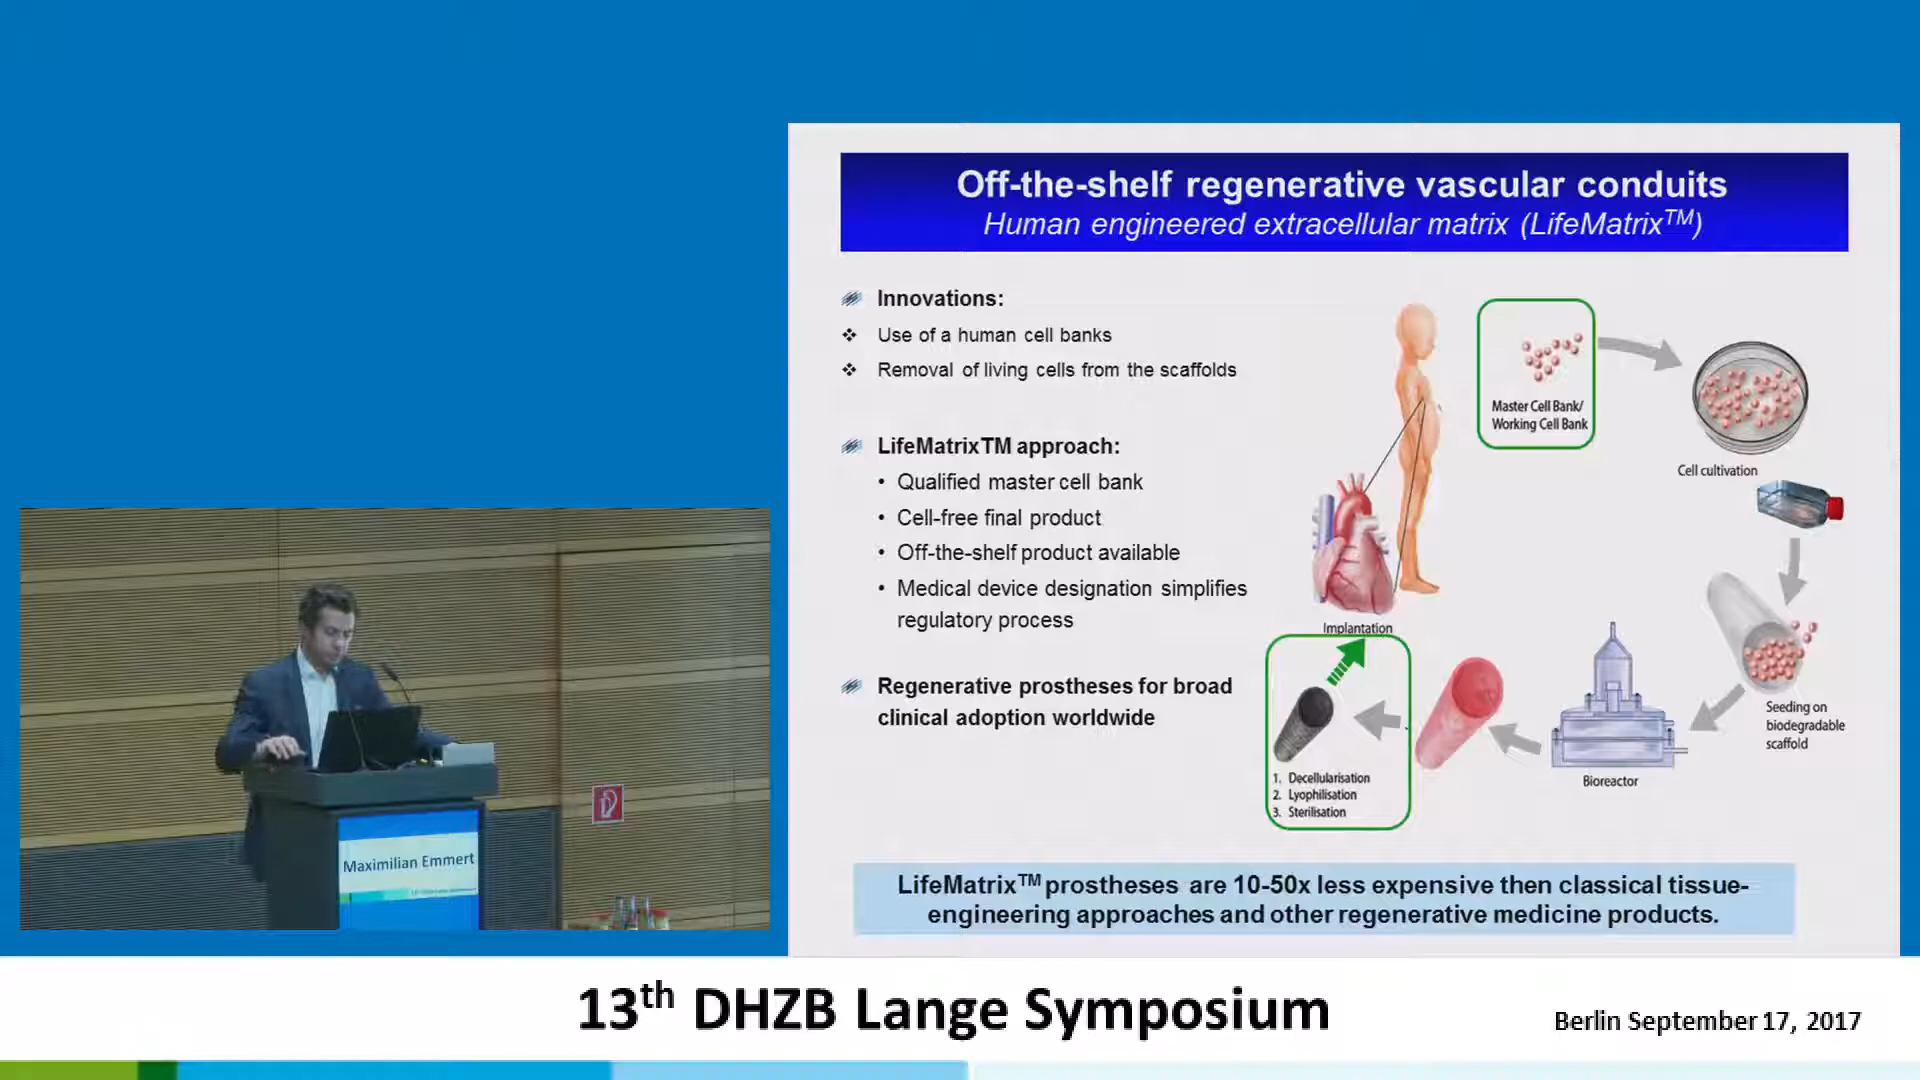 Off-the-shelf regenerative vascular conduits
Human engineered extracellular matrix (LifeMatrixTM)
Innovations:
Use of a human cell banks
Removal of living cells from the scaffolds
LifeMatrixTM approach:
• Qualified master cell bank
• Cell-free final product
• Off-the-shelf product available
• Medical device designation simplifies
regulatory process
Regenerative prostheses for broad
clinical adoption worldwide
Master Cell Bank/
Working Cell Bank
Cell cultivation
Seeding on
biodegradable
scaffold
Bioreactor
Implantation
1. Decellularisation
2. Lyophilisation
3. Sterilisation
LifeMatrixTM prostheses are 10-50x less expensive then classical tissue-
engineering approaches and other regenerative medicine products.
Maximilian Emmert
13th DHZB Lange Symposium
Berlin September 17, 2017